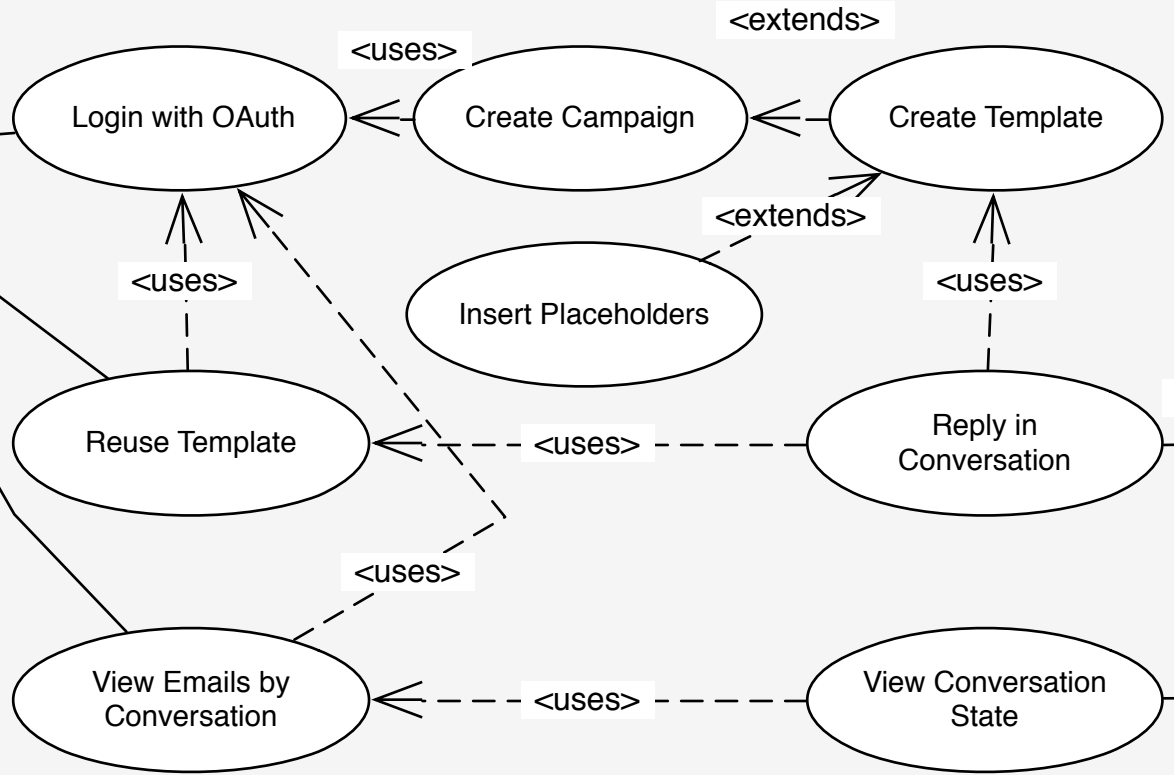 <extends>
<uses>
Login with OAuth
Create Campaign
Create Template
<extends>
<uses>
<uses>
Insert Placeholders
Reuse Template
<uses>
Reply in
Conversation
<uses>
View Emails by
Conversation
<uses>
View Conversation
State